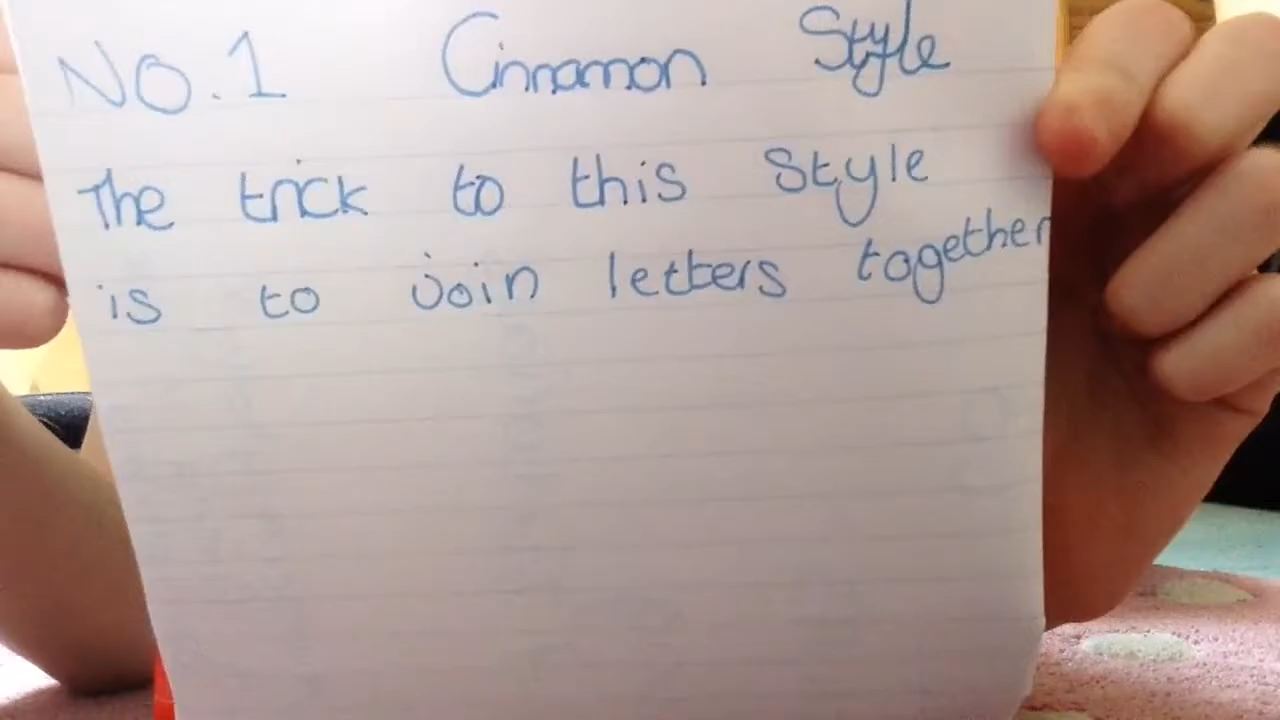 NO.1 Cinnamon Style
The trick to this style
is to join letters together